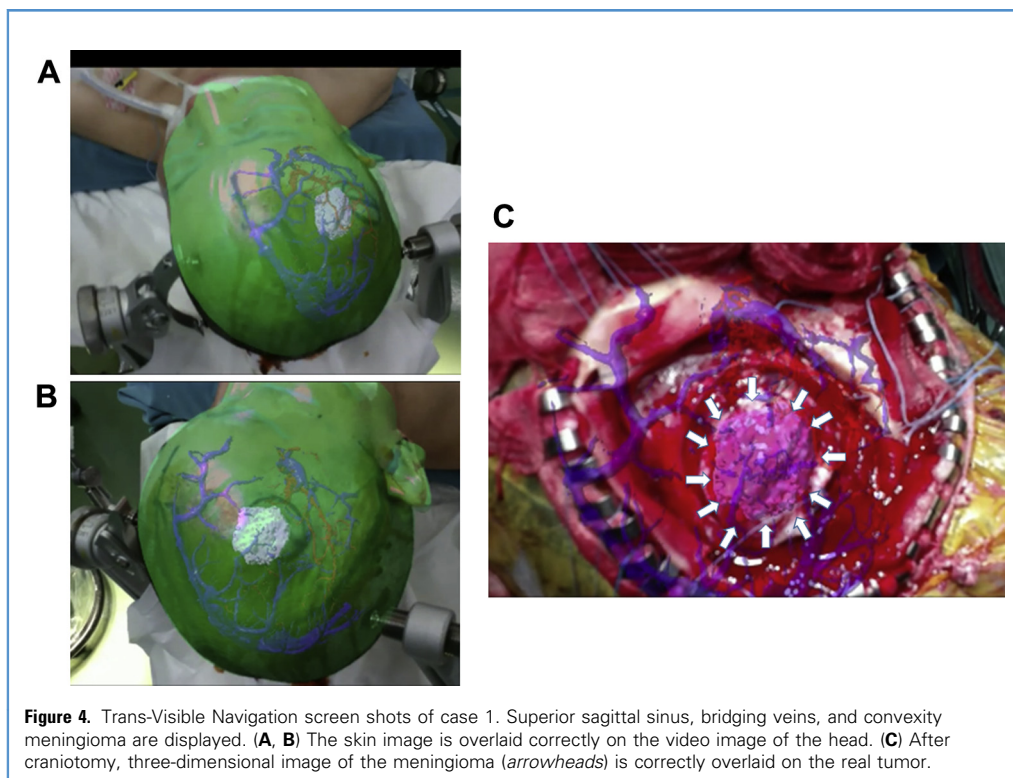 A
B
C
Figure 4. Trans-Visible Navigation screen shots of case 1. Superior sagittal sinus, bridging veins, and convexity
meningioma are displayed. (A, B) The skin image is overlaid correctly on the video image of the head. (C) After
craniotomy, three-dimensional image of the meningioma (arrowheads) is correctly overlaid on the real tumor.